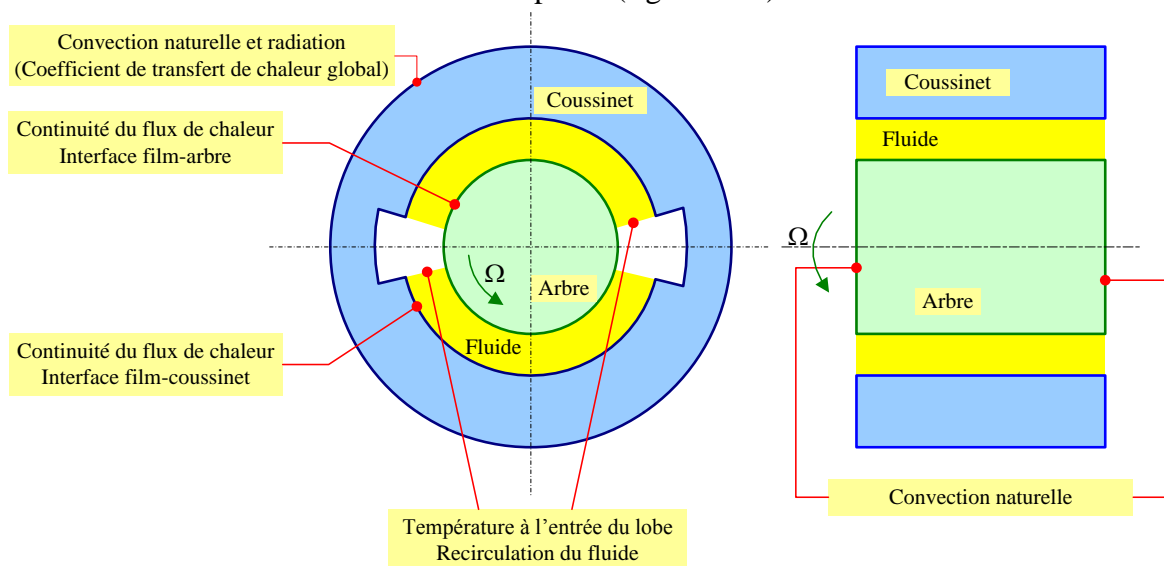 Convection naturelle et radiation
(Coefficient de transfert de chaleur global)
Coussinet
Continuité du flux de chaleur
Interface film-arbre
Ω
Arbre
Fluide
Continuité du flux de chaleur
Interface film-coussinet
Température à l'entrée du lobe
Recirculation du fluide
Coussinet
Fluide
Ω
Arbre
Convection naturelle